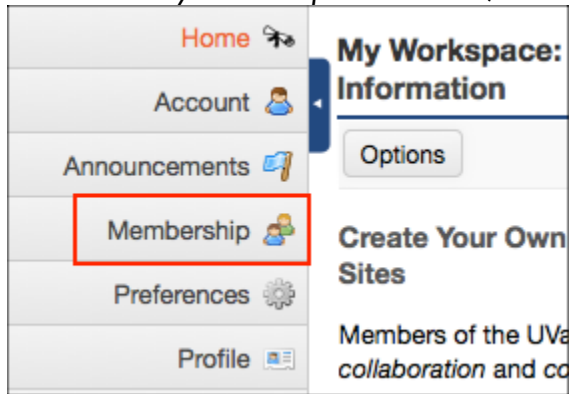 Home
Account
Announcements
Membership
Preferences
Profile
My Workspace:
Information
Options
Create Your Own
Sites
Members of the UVa
collaboration and co